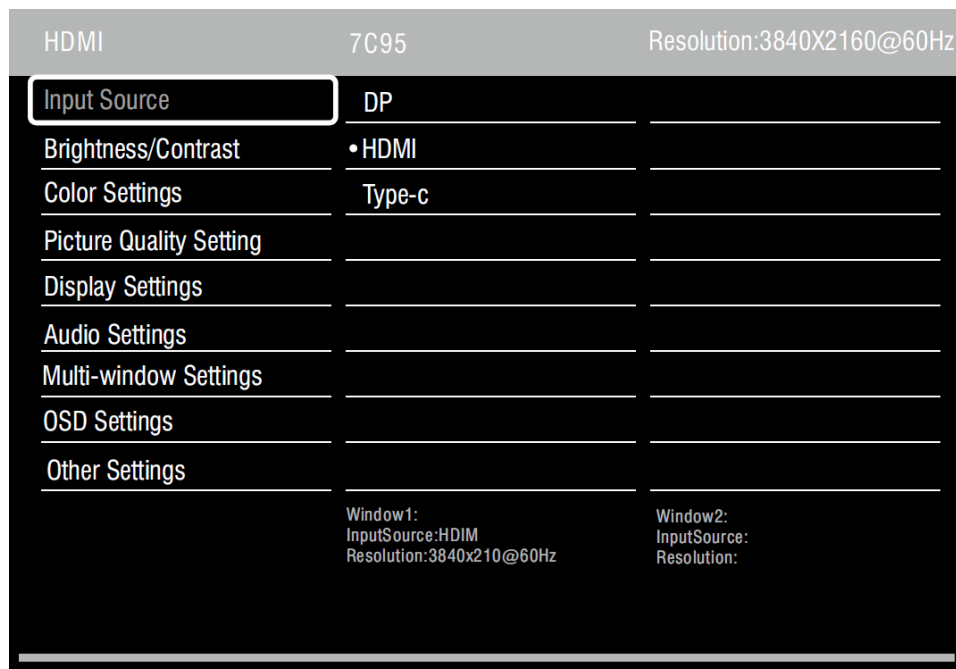 HDMI 7C95 Resolution:3840X2160@60Hz
Input Source DP
Brightness/Contrast •HDMI
Color Settings Type-c
Picture Quality Setting
Display Settings
Audio Settings
Multi-window Settings
OSD Settings
Other Settings
Window1: Window2:
InputSource:HDIM InputSource:
Resolution:3840x210@60Hz Resolution: